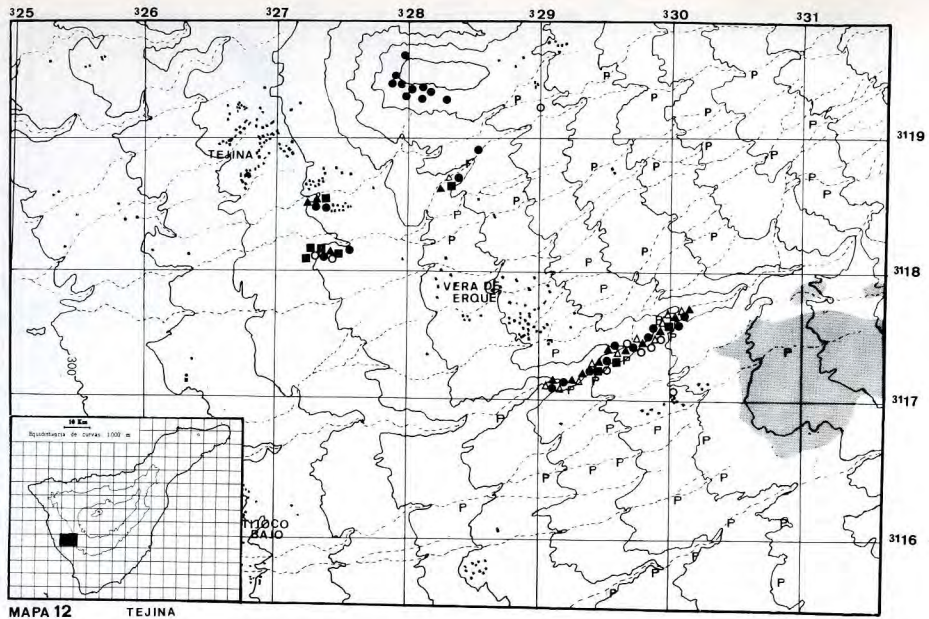 325 326 327 328 329 330 331
3119
TEJINA
3118
VERA DE
ERQUE
3000
3117
10 Km
Equidistancia de curvas 1.000 m
TIJOCO
BAJO
3116
MAPA 12 TEJINA
P